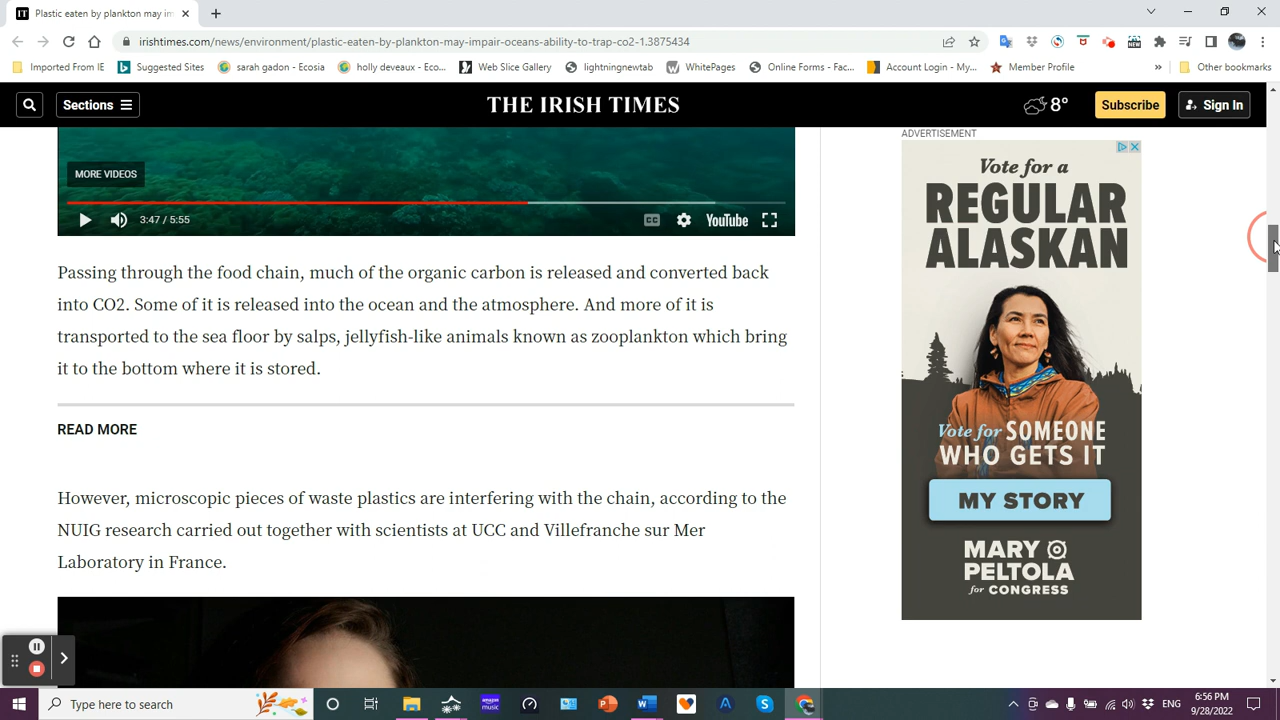 Plastic eaten by plankton may im
irishtimes.com/news/environment/plastic-eaten-by-plankton-may-impair-oceans-ability-to-trap-co2-1.3875434
Imported From IE
Suggested Sites
sarah gadon - Ecosia
holly deveaux - Eco...
Web Slice Gallery
lightningnewtab
WhitePages
Online Forms - Fac...
Account Login - My...
Member Profile
»
Other bookmarks
Sections
THE IRISH TIMES
8°
Subscribe
Sign In
MORE VIDEOS
3:47 / 5:55
CC
YouTube
Passing through the food chain, much of the organic carbon is released and converted back
into CO2. Some of it is released into the ocean and the atmosphere. And more of it is
transported to the sea floor by salps, jellyfish-like animals known as zooplankton which bring
it to the bottom where it is stored.
READ MORE
However, microscopic pieces of waste plastics are interfering with the chain, according to the
NUIG research carried out together with scientists at UCC and Villefranche sur Mer
Laboratory in France.
ADVERTISEMENT
Vote for a
REGULAR
ALASKAN
Vote for SOMEONE
WHO GETS IT
MY STORY
MARY
PELTOLA
for CONGRESS
Type here to search
ENG
6:56 PM
9/28/2022